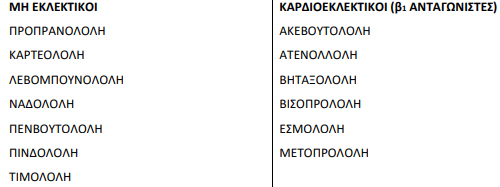 ΜΗ ΕΚΛΕΚΤΙΚΟΙ
ΠΡΟΠΡΑΝΟΛΟΛΗ
ΚΑΡΤΕΟΛΟΛΗ
ΛΕΒΟΜΠΟΥΝΟΛΟΛΗ
ΝΑΔΟΛΟΛΗ
ΠΕΝΒΟΥΤΟΛΟΛΗ
ΠΙΝΔΟΛΟΛΗ
ΤΙΜΟΛΟΛΗ
ΚΑΡΔΙΟΕΚΛΕΚΤΙΚΟΙ (β₁ ΑΝΤΑΓΩΝΙΣΤΕΣ)
ΑΚΕΒΟΥΤΟΛΟΛΗ
ΑΤΕΝΟΛΛΟΛΗ
ΒΗΤΑΞΟΛΟΛΗ
ΒΙΣΟΠΡΟΛΟΛΗ
ΕΣΜΟΛΟΛΗ
ΜΕΤΟΠΡΟΛΟΛΗ